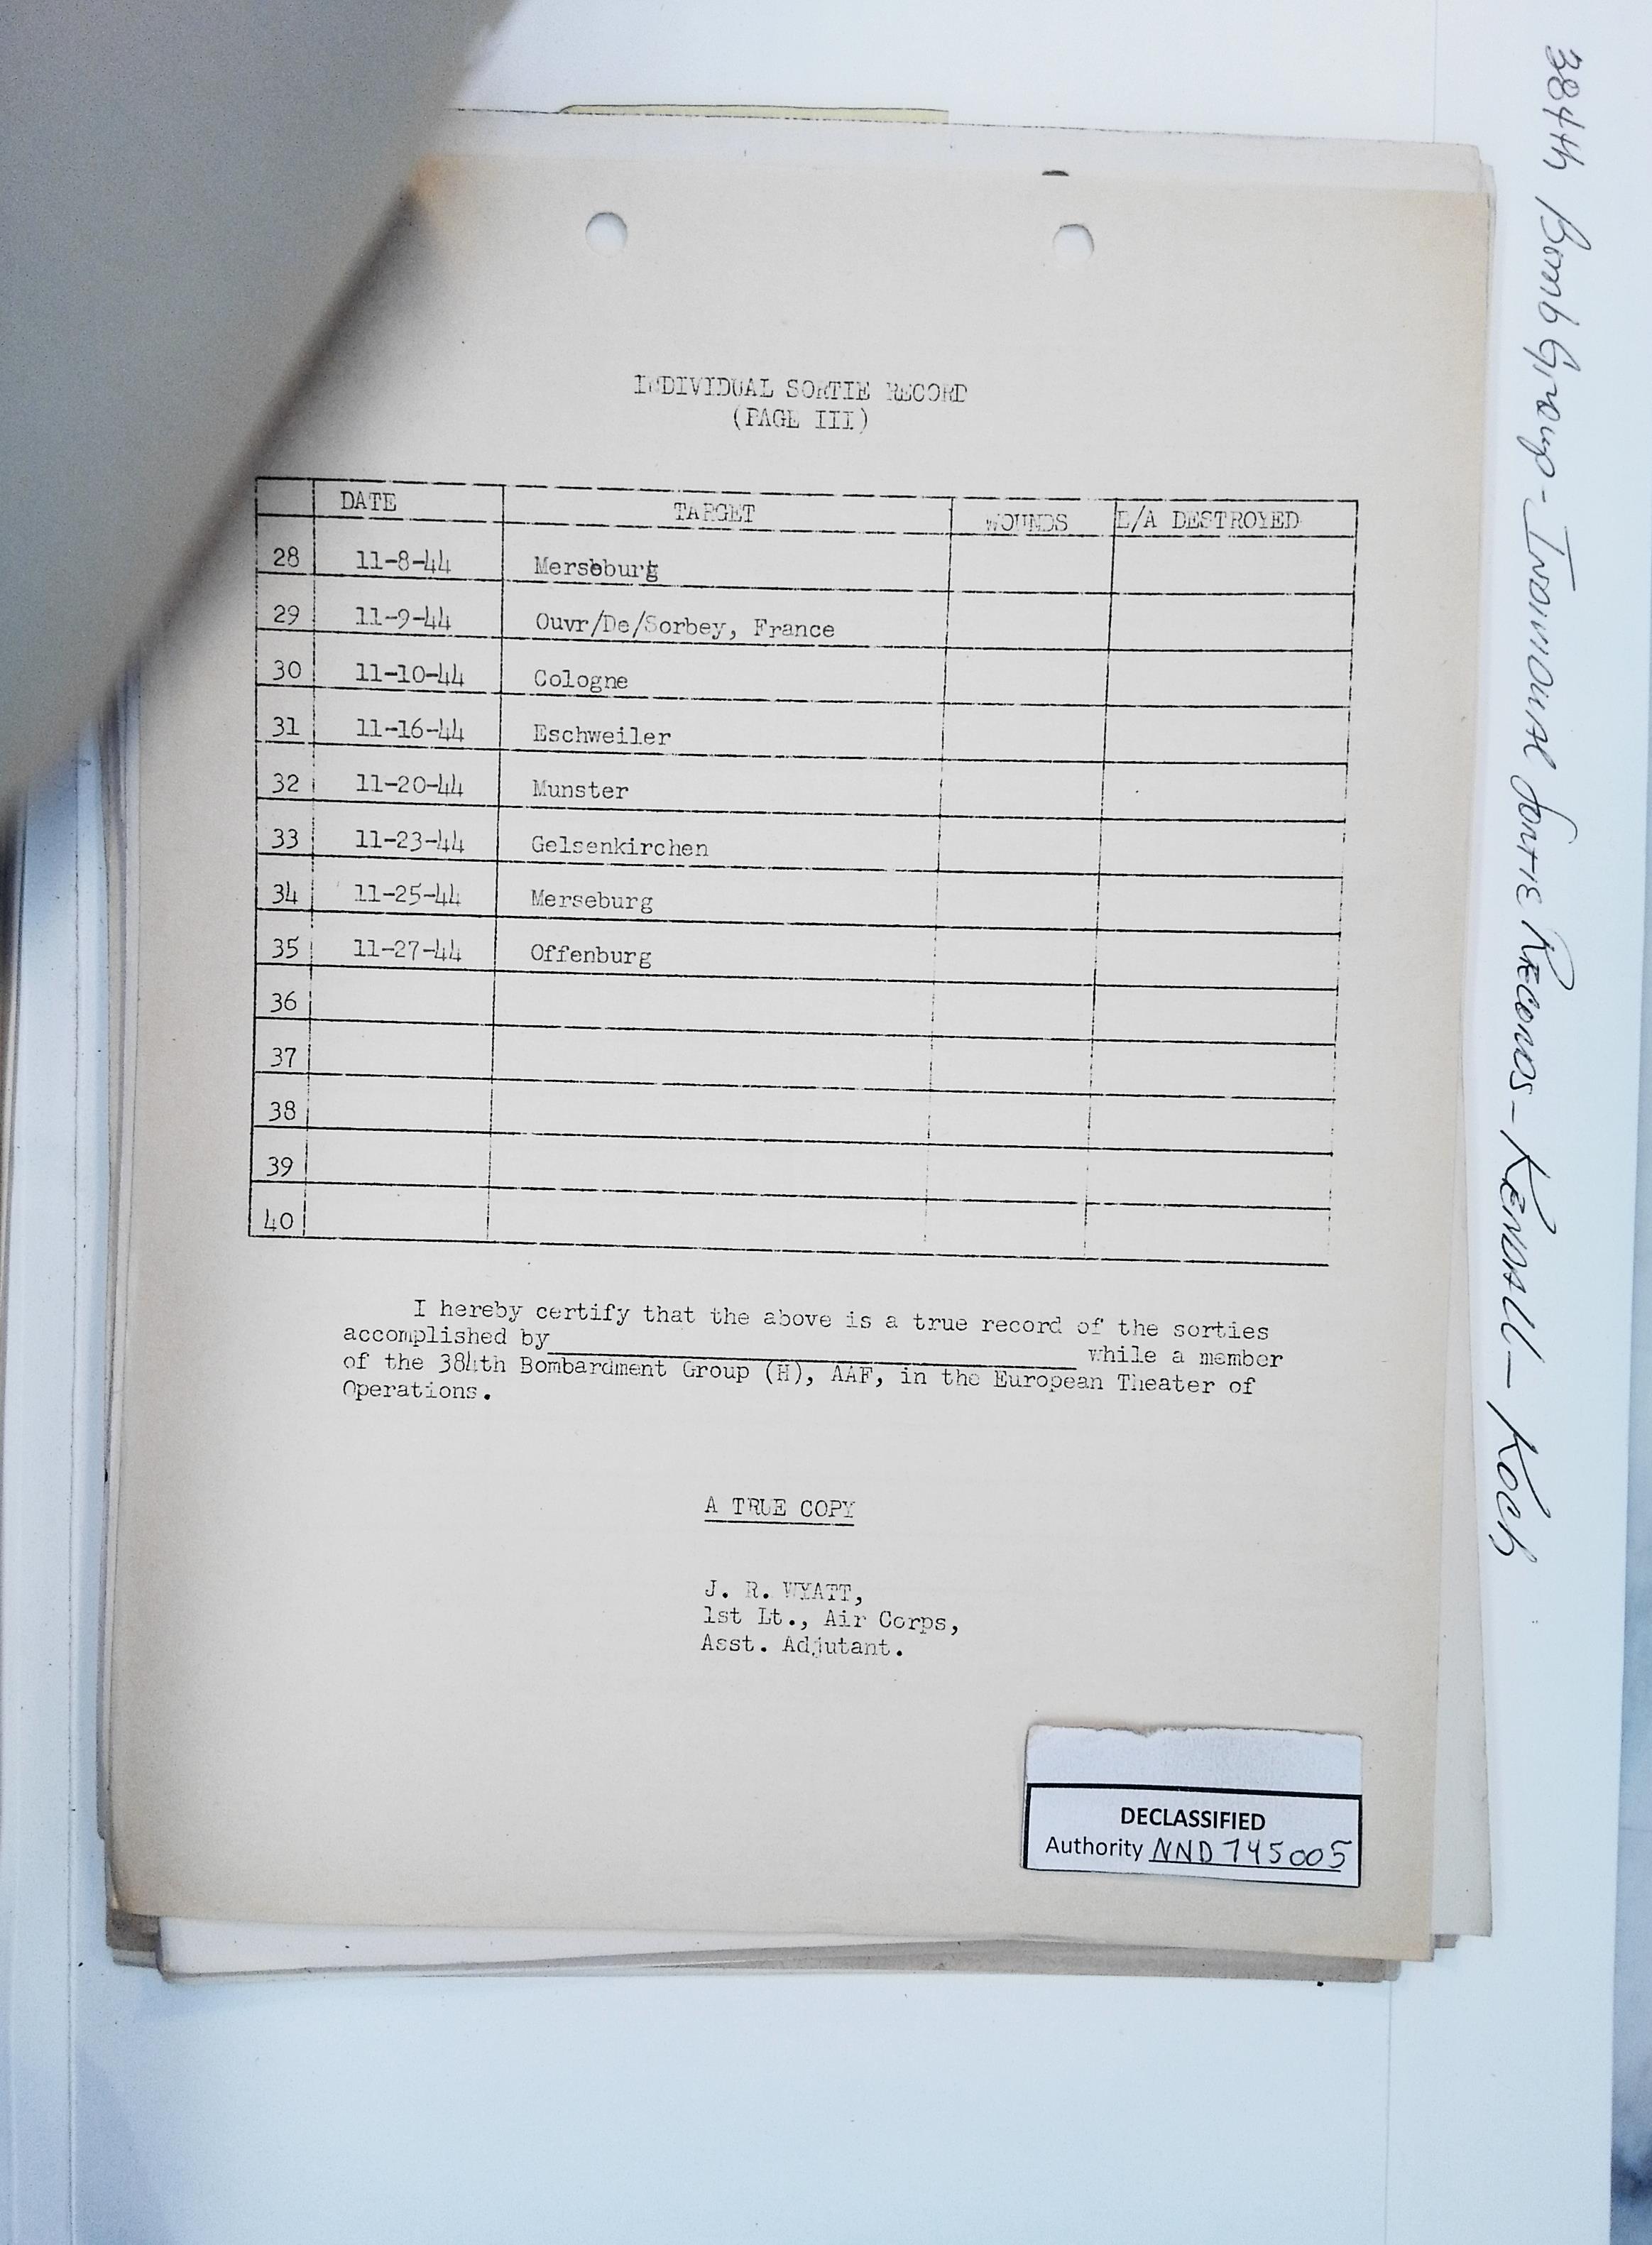 INDIVIDUAL SORTIE RECORD
(PAGE III)
DATE TARGET WOUNDS E/A DESTROYED
28 11-8-44 Merseburg
29 11-9-44 Ouvr/De/Sorbey, France
30 11-10-44 Cologne
31 11-16-44 Eschweiler
32 11-20-44 Munster
33 11-23-44 Gelsenkirchen
34 11-25-44 Merseburg
35 11-27-44 Offenburg
36
37
38
39
40
I hereby certify that the above is a true record of the sorties
accomplished by while a member
of the 384th Bombardment Group (H), AAF, in the European Theater of
Operations.
A TRUE COPY
J. R. WYATT,
1st Lt., Air Corps,
Asst. Adjutant.
DECLASSIFIED
Authority NND 745005
384th Bomb Group - Individual Sortie Records - Kendall - Koch